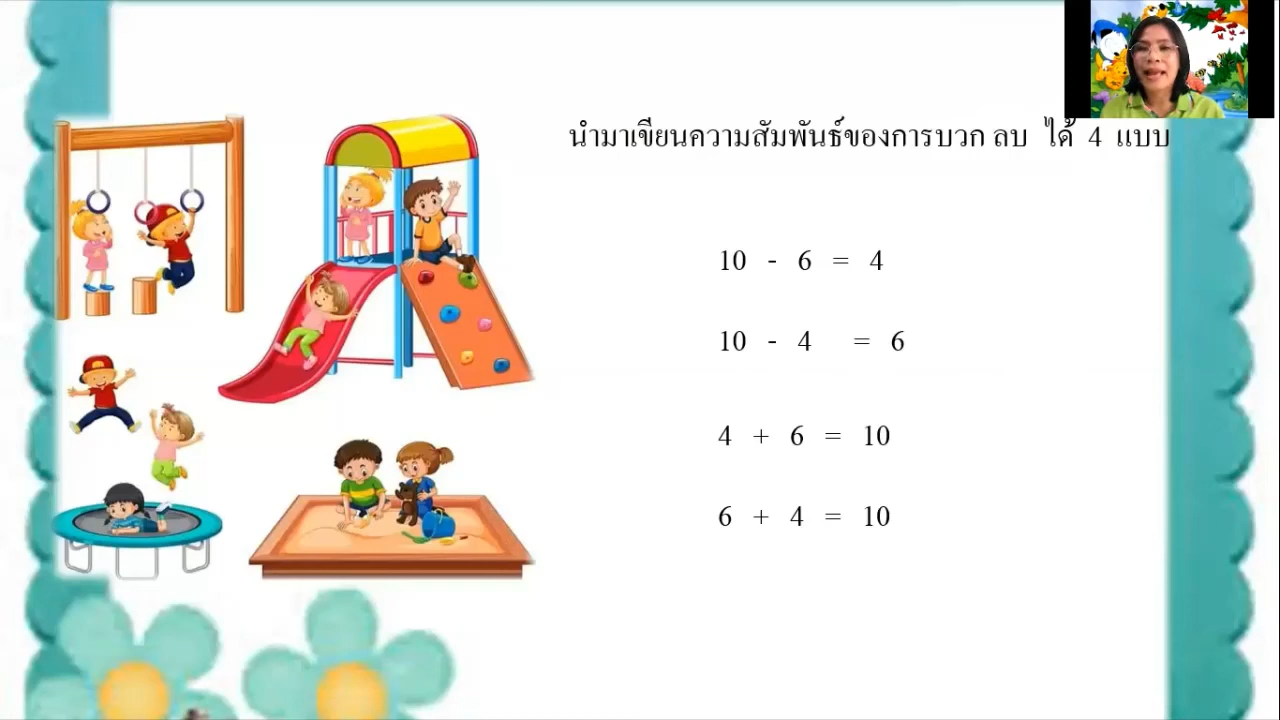 นำมาเขียนความสัมพันธ์ของการบวก ลบ ได้ 4 แบบ
10 - 6 = 4
10 - 4 = 6
4 + 6 = 10
6 + 4 = 10